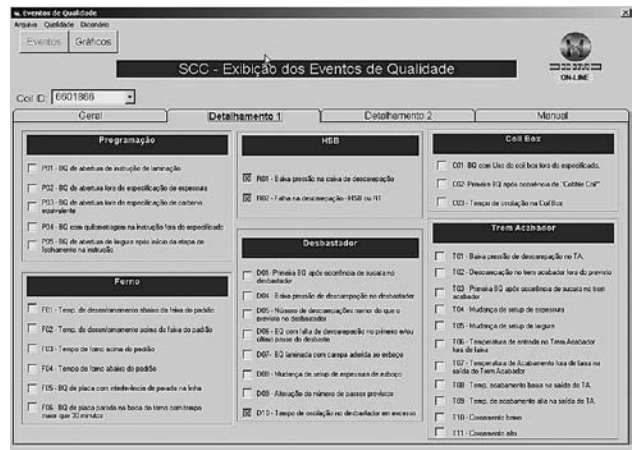 Eventos de Qualidade
Arquivo Qualidade Dicionário
Eventos Gráficos
SCC - Exibição dos Eventos de Qualidade
ON-LINE
Coil ID: 6601866
Geral Detalhamento 1 Detalhamento 2 Manual
Programação
P01 - BQ de abertura de instrução de laminação
P02 - BQ de abertura fora de especificação de espessura
P03 - BQ de abertura fora de especificação de carbono
equivalente
P04 - BQ com quilometragem na instrução fora do especificado
P05 - BQ de abertura de largura após início da etapa de
fechamento na instrução
Forno
F01 - Temp. de desenfornamento abaixo da faixa do padrão
F02 - Temp. de desenfornamento acima da faixa do padrão
F03 - Tempo de forno acima do padrão
F04 - Tempo de forno abaixo do padrão
F05 - BQ de placa com interferência de parada na linha
F06 - BQ de placa parada na boca do forno com tempo
maior que 30 minutos
HSB
R01 - Baixa pressão na caixa de descarepação
R02 - Falha na descarepação - HSB ou R1
Desbastador
D03 - Primeira BQ após ocorrência de sucata no
desbastador
D04 - Baixa pressão de descarepação no desbastador
D05 - Número de descarepações menor do que o
previsto no desbastador
D06 - BQ com falta de descarepação no primeiro e/ou
último passe do desbaste
D07- BQ laminada com carepa aderida ao esboço
D08 - Mudança de setup de espessura de esboço
D09 - Alteração do número de passes previstos
D10 - Tempo de oscilação no desbastador em excesso
Coil Box
C01- BQ com Uso do coil box fora do especificado.
C02- Primeira BQ após ocorrência de "Cobble Coil"
C03 - Tempo de oscilação na Coil Box
Trem Acabador
T01 - Baixa pressão de descarepação no TA.
T02 - Descarepação no trem acabador fora do previsto
T03 - Primeira BQ após ocorrência de sucata no trem
acabador
T04 - Mudança de setup de espessura
T05 - Mudança de setup de largura
T06 - Temperatura de entrada no Trem Acabador
fora de faixa
T07 - Temperatura de Acabamento fora de faixa na
saída do Trem Acabador
T08 - Temp. acabamento baixa na saída do TA.
T09 - Temp. de acabamento alta na saída do TA.
T10 - Coroamento baixo
T11 - Coroamento alto